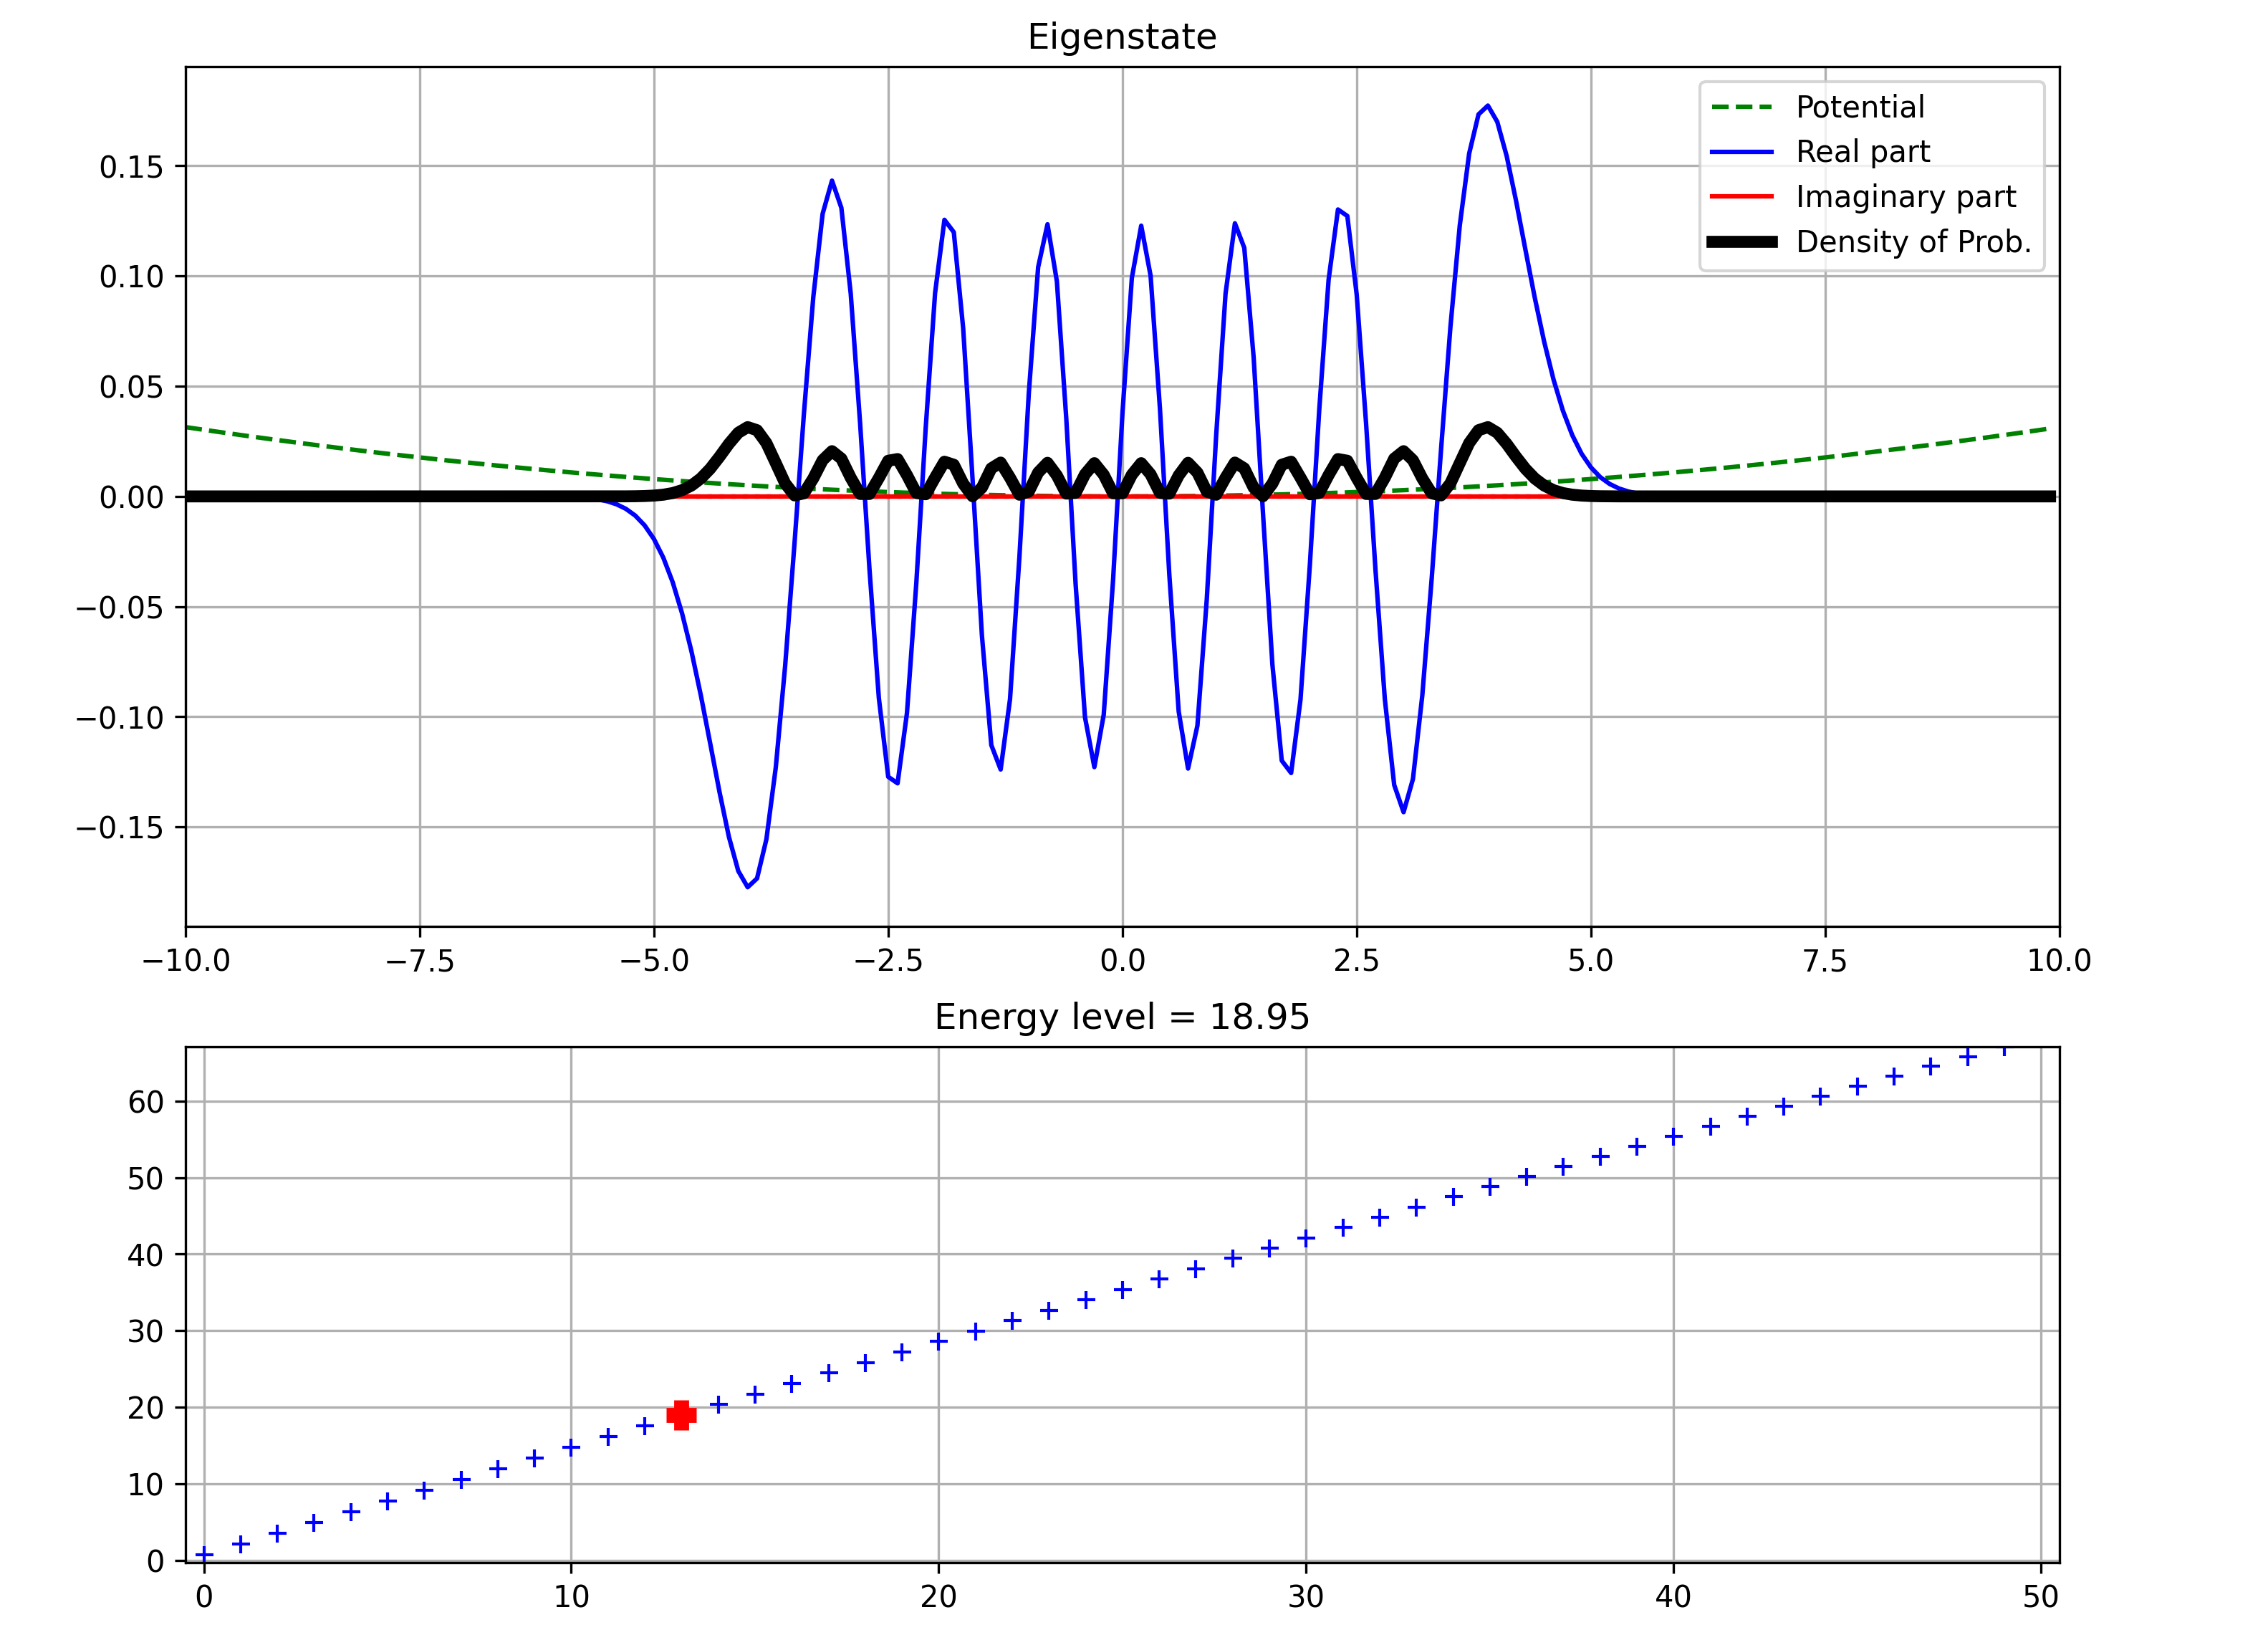 Eigenstate
Potential
Real part
Imaginary part
Density of Prob.
0.15
0.10
0.05
0.00
−0.05
−0.10
−0.15
−10.0 −7.5 −5.0 −2.5 0.0 2.5 5.0 7.5 10.0
Energy level = 18.95
60
50
40
30
20
10
0
0 10 20 30 40 50